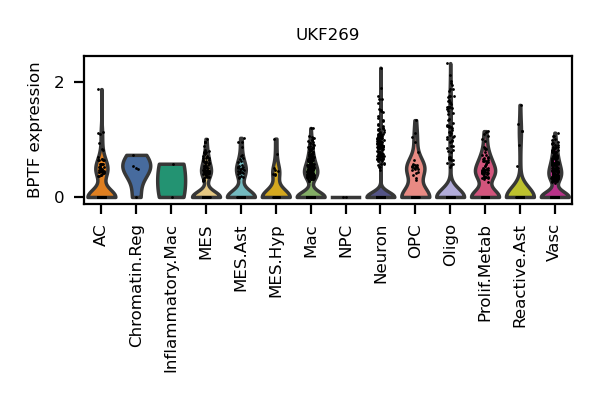 UKF269
BPTF expression
2
0
AC
Chromatin.Reg
Inflammatory.Mac
MES
MES.Ast
MES.Hyp
Mac
NPC
Neuron
OPC
Oligo
Prolif.Metab
Reactive.Ast
Vasc